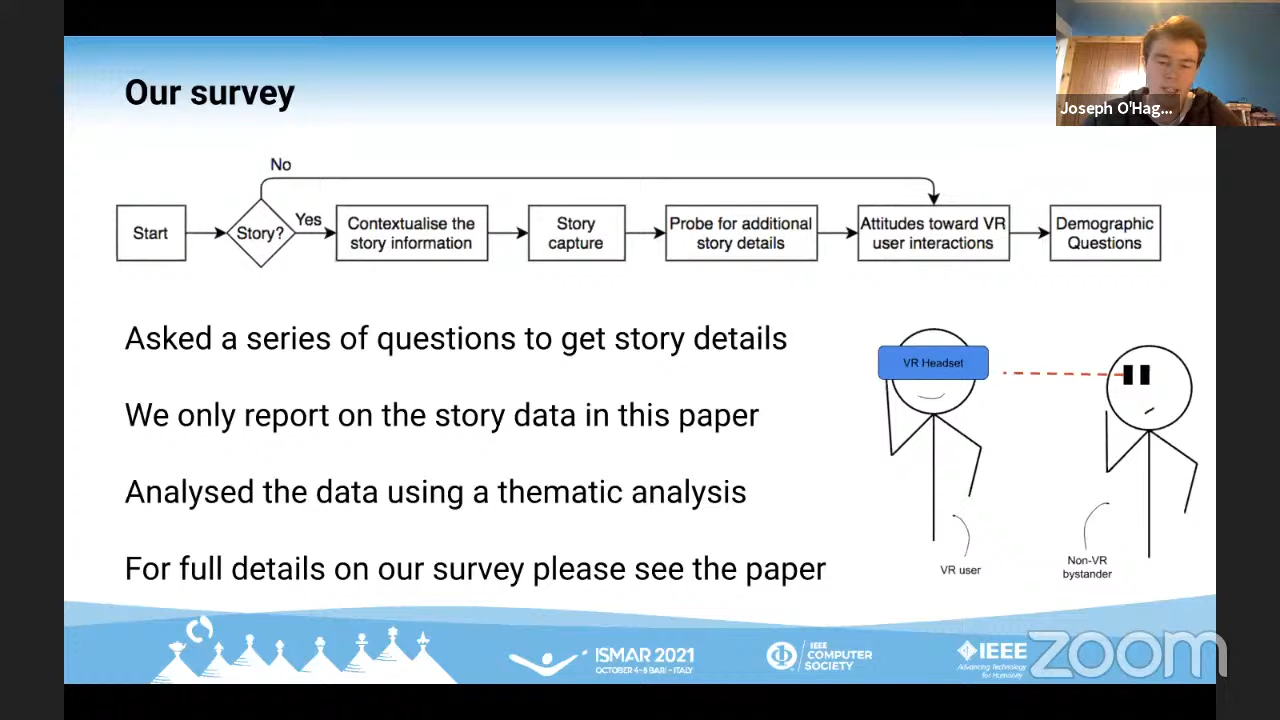 Our survey
Joseph O'Hag...
No
Start
Story?
Yes
Contextualise the
story information
Story
capture
Probe for additional
story details
Attitudes toward VR
user interactions
Demographic
Questions
Asked a series of questions to get story details
We only report on the story data in this paper
Analysed the data using a thematic analysis
For full details on our survey please see the paper
VR Headset
VR user
Non-VR
bystander
ISMAR 2021
OCTOBER 4-8 BARI - ITALY
IEEE
COMPUTER
SOCIETY
IEEE
Advancing Technology
for Humanity
zoom